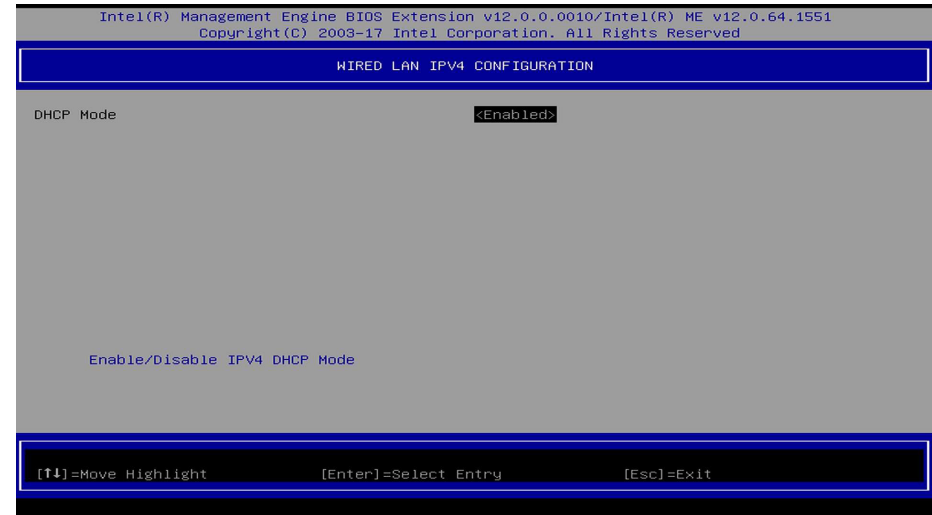 Intel(R) Management Engine BIOS Extension v12.0.0.0010/Intel(R) ME v12.0.64.1551
Copyright(C) 2003-17 Intel Corporation. All Rights Reserved
WIRED LAN IPV4 CONFIGURATION
DHCP Mode <Enabled>
Enable/Disable IPV4 DHCP Mode
[↑↓]=Move Highlight [Enter]=Select Entry [Esc]=Exit